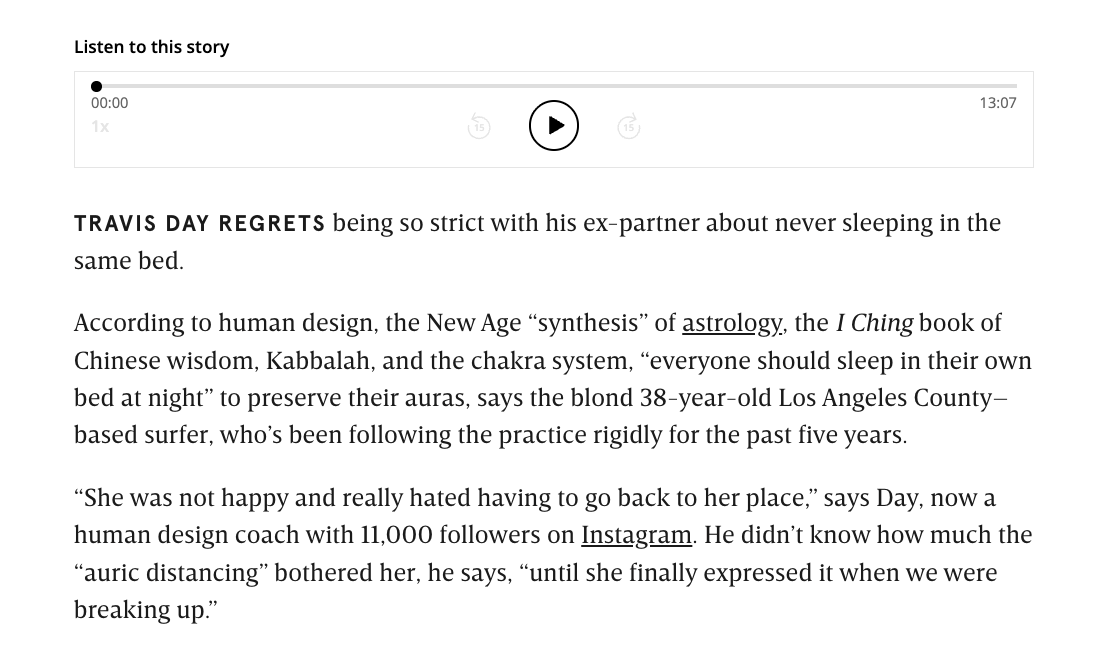 Listen to this story
00:00
13:07
1x
15
15
TRAVIS DAY REGRETS being so strict with his ex-partner about never sleeping in the
same bed.
According to human design, the New Age “synthesis” of astrology, the I Ching book of
Chinese wisdom, Kabbalah, and the chakra system, “everyone should sleep in their own
bed at night” to preserve their auras, says the blond 38-year-old Los Angeles County–
based surfer, who’s been following the practice rigidly for the past five years.
“She was not happy and really hated having to go back to her place,” says Day, now a
human design coach with 11,000 followers on Instagram. He didn’t know how much the
“auric distancing” bothered her, he says, “until she finally expressed it when we were
breaking up.”